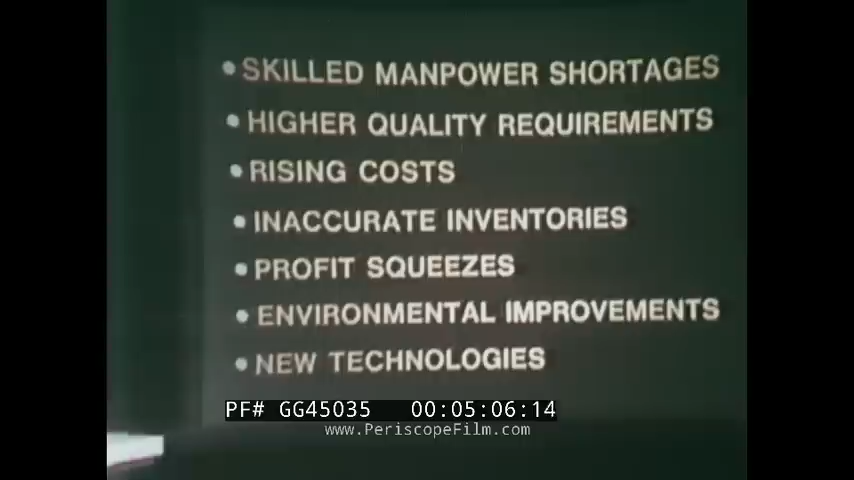 • SKILLED MANPOWER SHORTAGES
• HIGHER QUALITY REQUIREMENTS
• RISING COSTS
• INACCURATE INVENTORIES
• PROFIT SQUEEZES
• ENVIRONMENTAL IMPROVEMENTS
• NEW TECHNOLOGIES
PF# GG45035 00:05:06:14
www.PeriscopeFilm.com